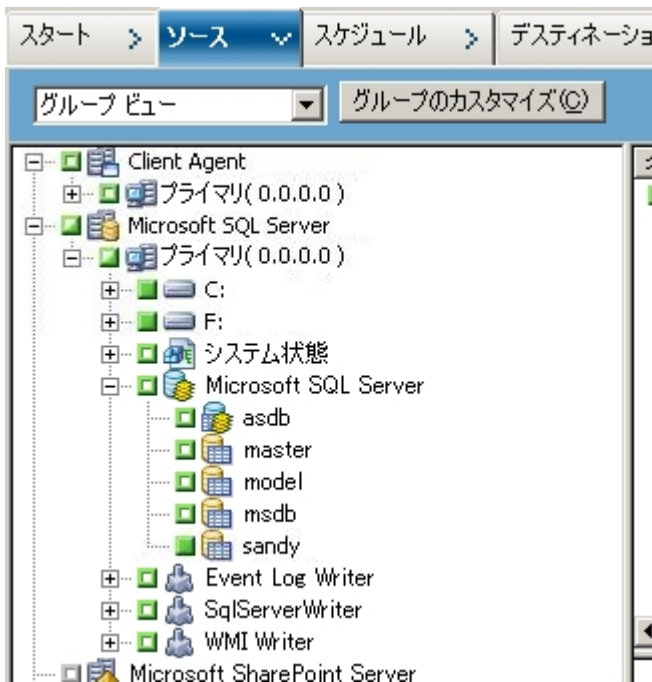 スタート > ソース スケジュール > デスティネーショ
グループ ビュー グループのカスタマイズ(C)
Client Agent
プライマリ( 0.0.0.0 )
Microsoft SQL Server
プライマリ( 0.0.0.0 )
C:
F:
システム状態
Microsoft SQL Server
asdb
master
model
msdb
sandy
Event Log Writer
SqlServerWriter
WMI Writer
Microsoft SharePoint Server